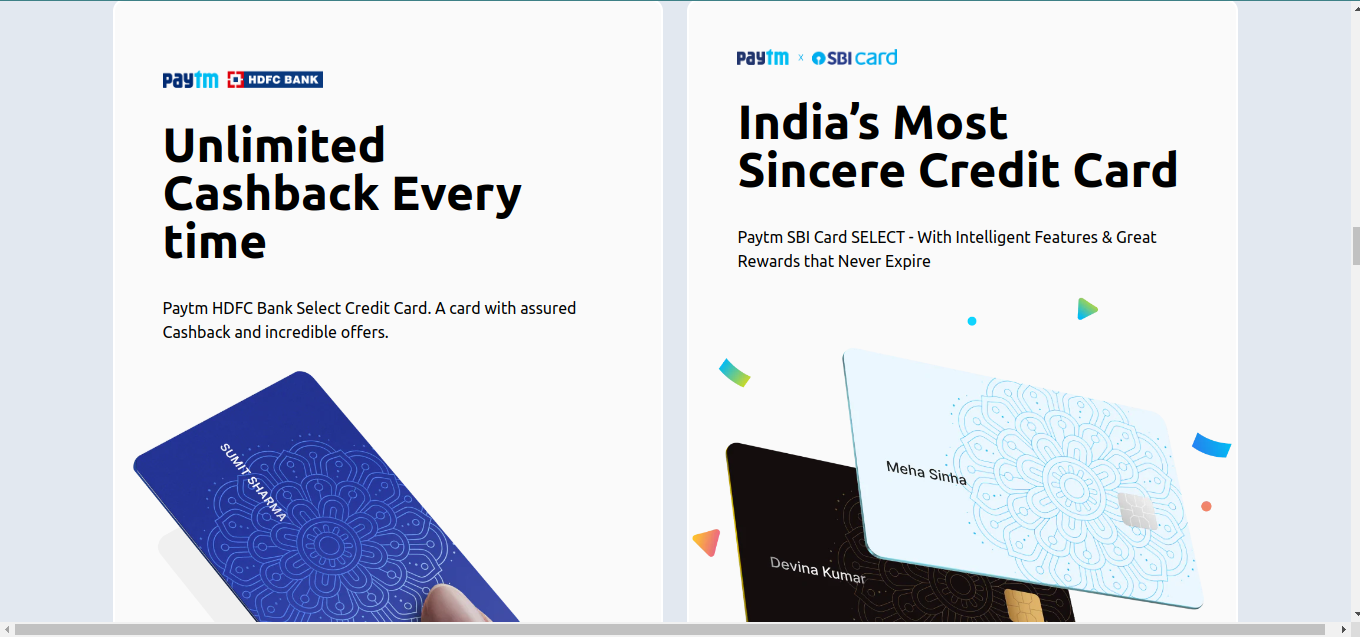 paytm HDFC BANK
Unlimited
Cashback Every
time
Paytm HDFC Bank Select Credit Card. A card with assured
Cashback and incredible offers.
SUMIT SHARMA
paytm x SBI card
India’s Most
Sincere Credit Card
Paytm SBI Card SELECT - With Intelligent Features & Great
Rewards that Never Expire
Meha Sinha
Devina Kumar